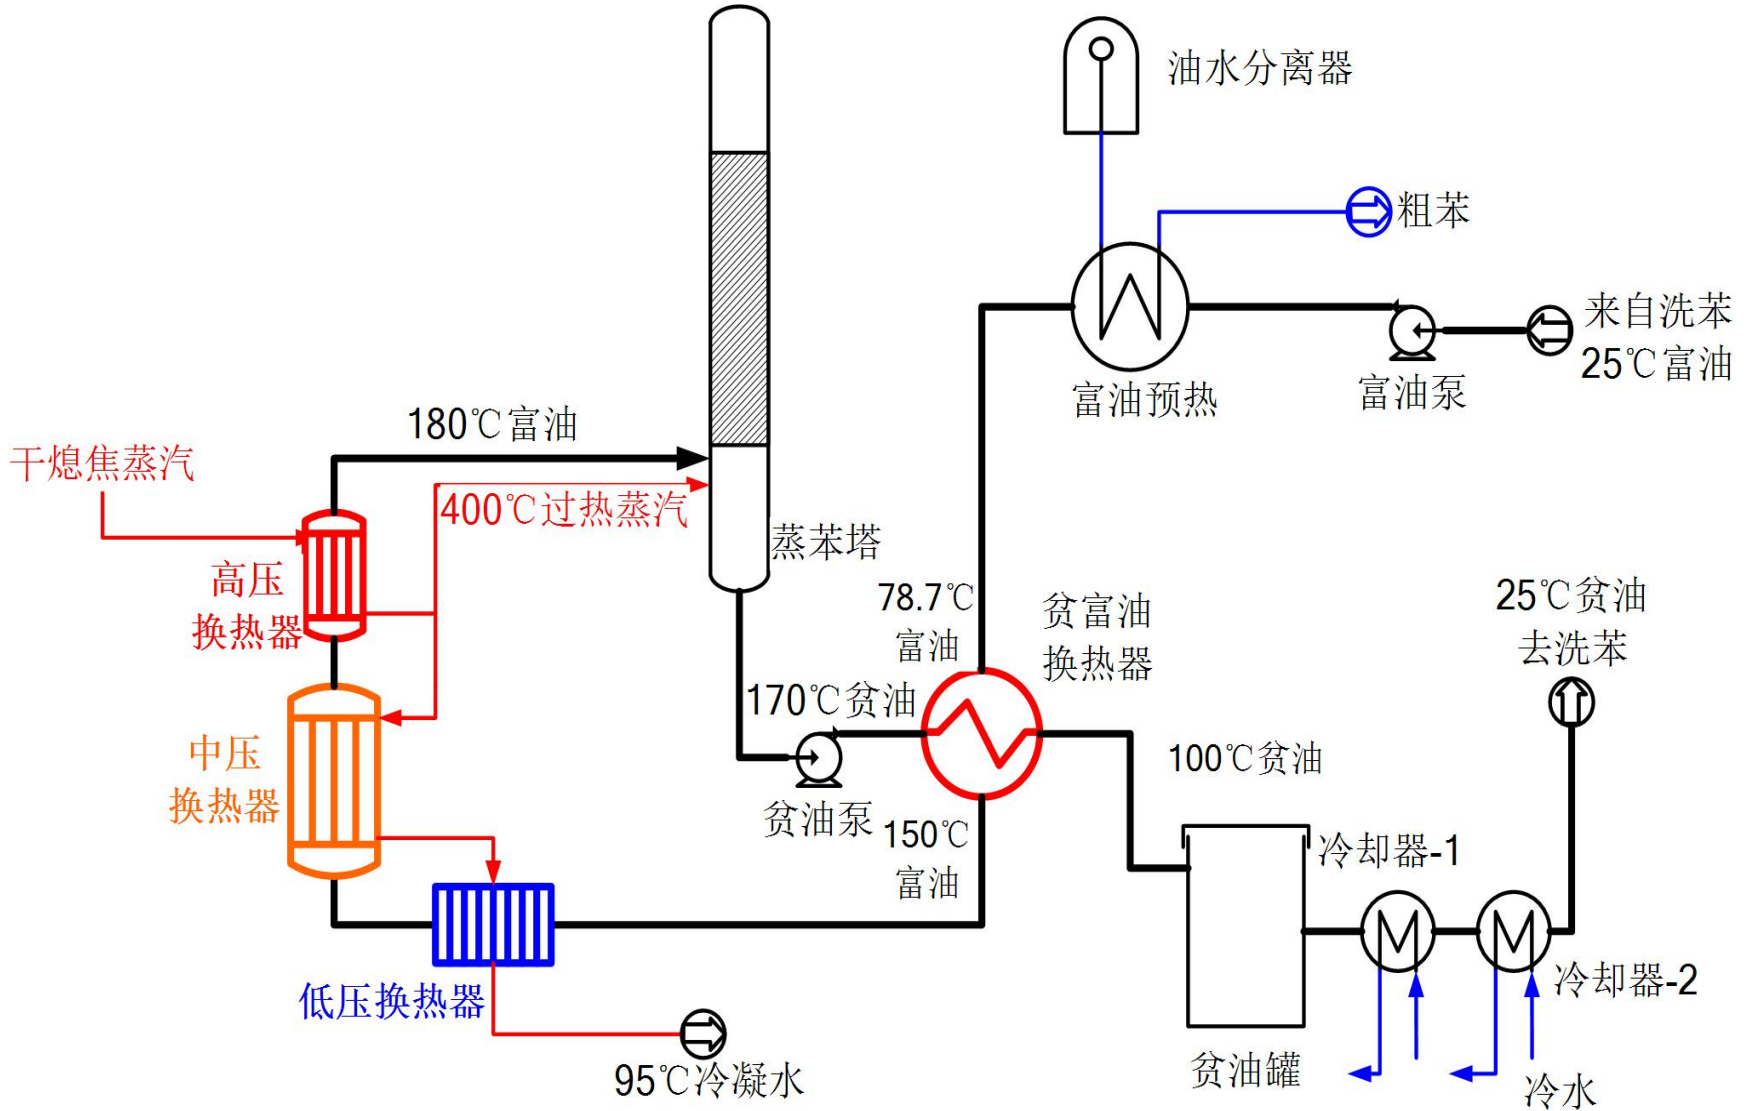 油水分离器
粗苯
来自洗苯
25℃富油
富油预热
富油泵
180℃富油
干熄焦蒸汽
400℃过热蒸汽
蒸苯塔
高压
换热器
78.7℃
富油
贫富油
换热器
25℃贫油
去洗苯
170℃贫油
中压
换热器
100℃贫油
贫油泵
150℃
富油
冷却器-1
低压换热器
冷却器-2
95℃冷凝水
贫油罐
冷水